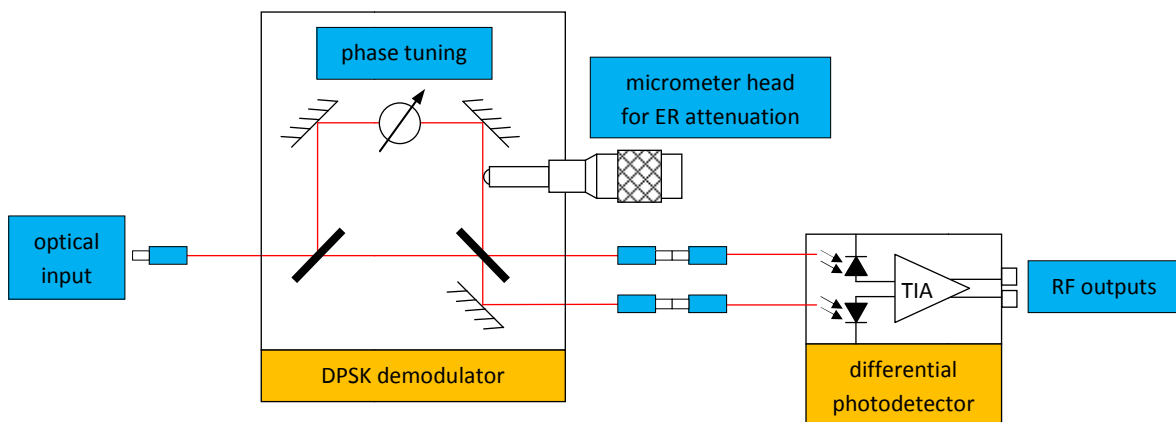 phase tuning
micrometer head
for ER attenuation
optical
input
TIA
RF outputs
DPSK demodulator
differential
photodetector